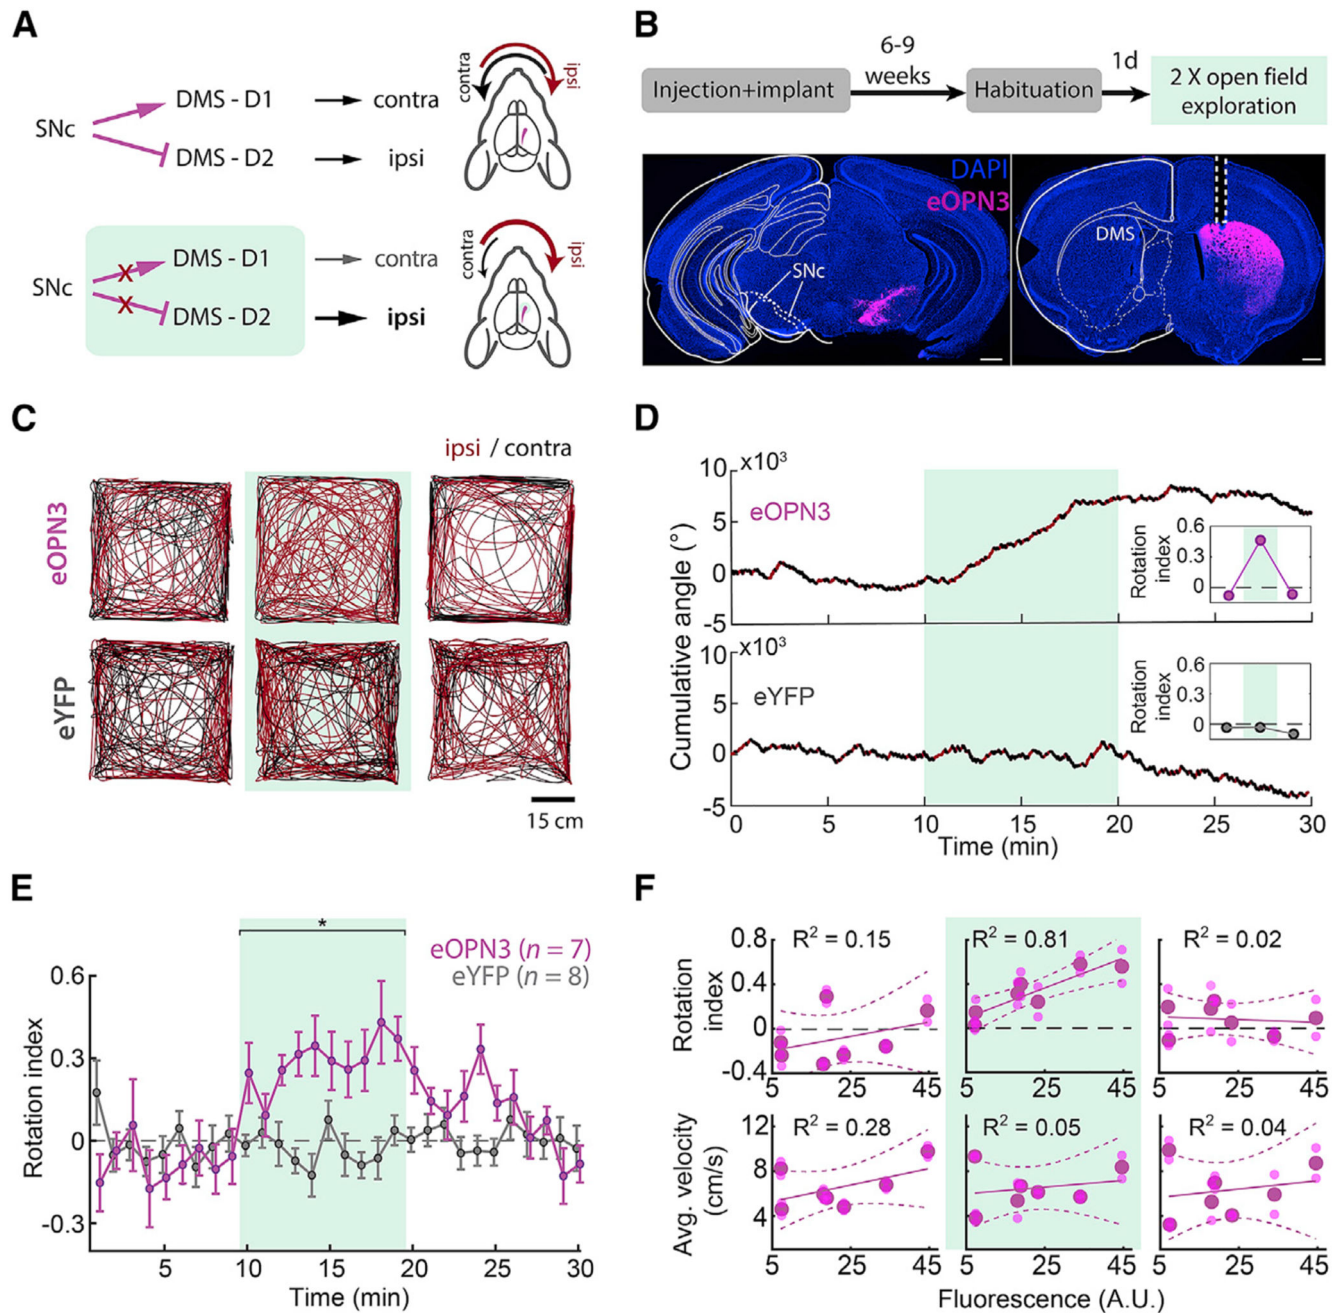 A
SNc
DMS - D1
contra
DMS - D2
ipsi
contra
ipsi
SNc
X
DMS - D1
contra
X
DMS - D2
ipsi
contra
ipsi
B
Injection+implant
6-9
weeks
Habituation
1d
2 X open field
exploration
DAPI
eOPN3
SNc
DMS
C
ipsi / contra
eOPN3
eYFP
15 cm
D
Cumulative angle (°)
x10³
10
5
0
-5
eOPN3
Rotation
index
0.6
0.3
0
x10³
10
5
0
-5
eYFP
Rotation
index
0.6
0.3
0
0 5 10 15 20 25 30
Time (min)
E
*
eOPN3 (n = 7)
eYFP (n = 8)
Rotation index
0.6
0.3
0
-0.3
5 10 15 20 25 30
Time (min)
F
Rotation
index
0.8
0.4
0
-0.4
R² = 0.15
R² = 0.81
R² = 0.02
5 25 45
5 25 45
5 25 45
Avg. velocity
(cm/s)
12
8
4
R² = 0.28
R² = 0.05
R² = 0.04
5 25 45
5 25 45
5 25 45
Fluorescence (A.U.)